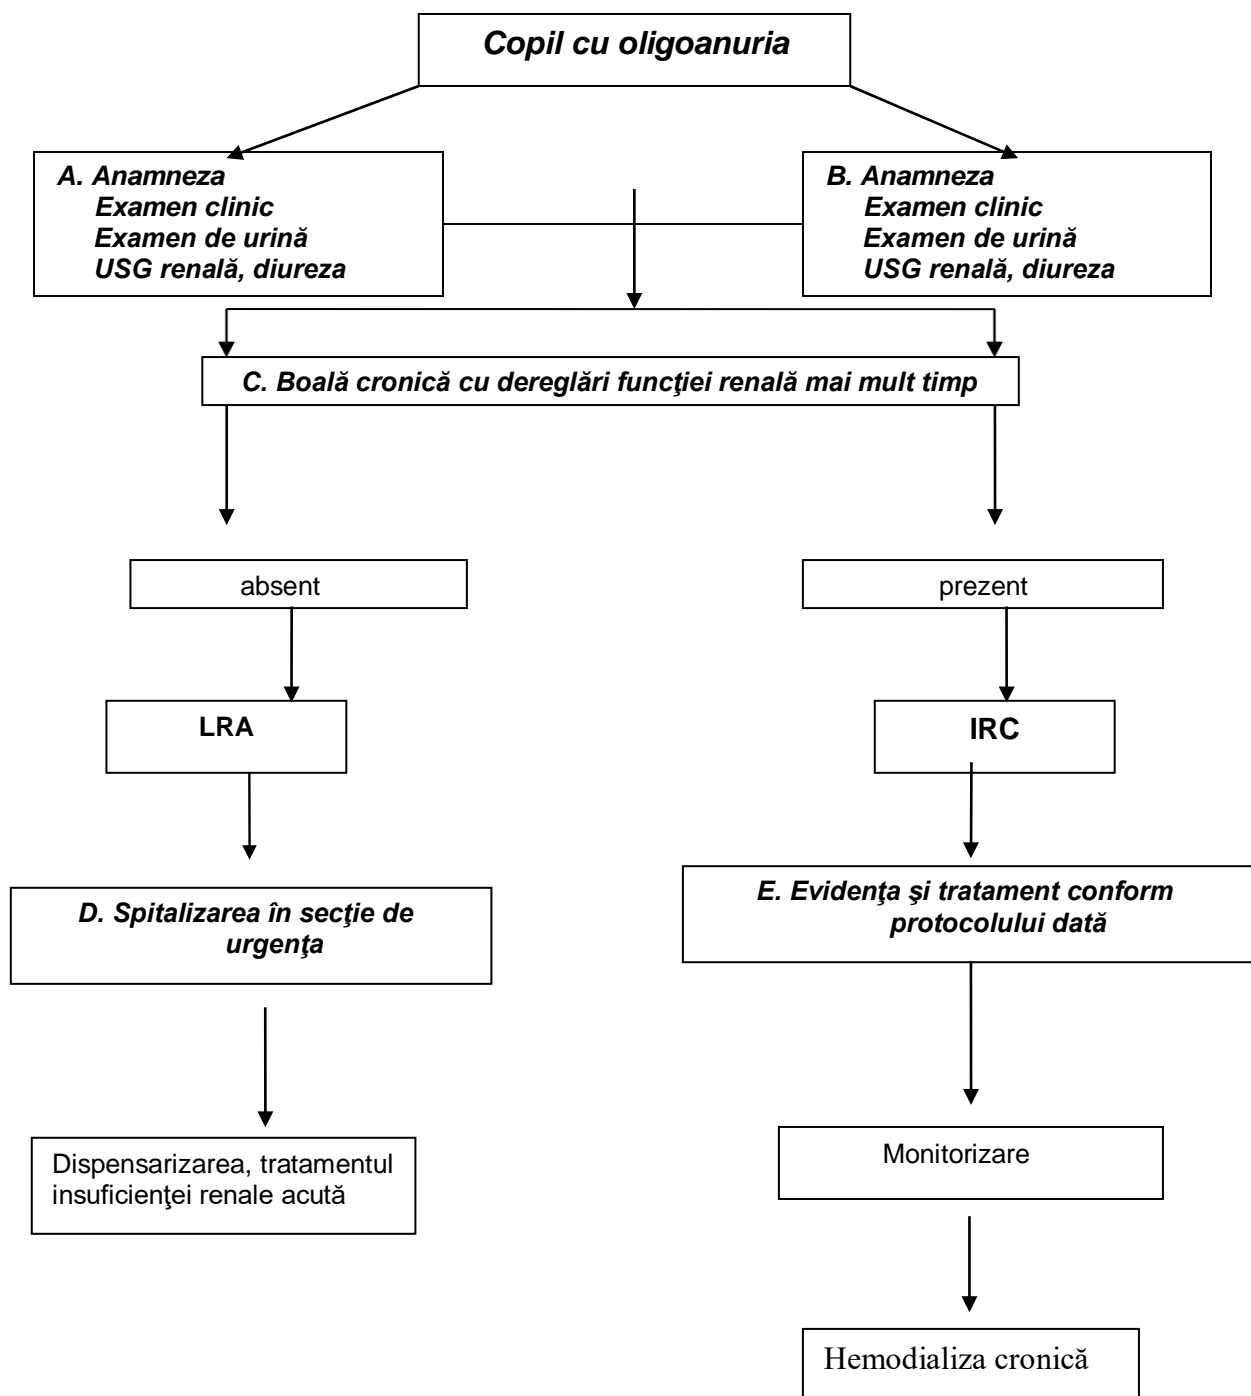 Copil cu oligoanuria
A. Anamneza
Examen clinic
Examen de urină
USG renală, diureza
B. Anamneza
Examen clinic
Examen de urină
USG renală, diureza
C. Boală cronică cu dereglări funcţiei renală mai mult timp
absent
prezent
LRA
IRC
D. Spitalizarea în secţie de
urgenţa
E. Evidenţa şi tratament conform
protocolului dată
Dispensarizarea, tratamentul
insuficienţei renale acută
Monitorizare
Hemodializa cronică